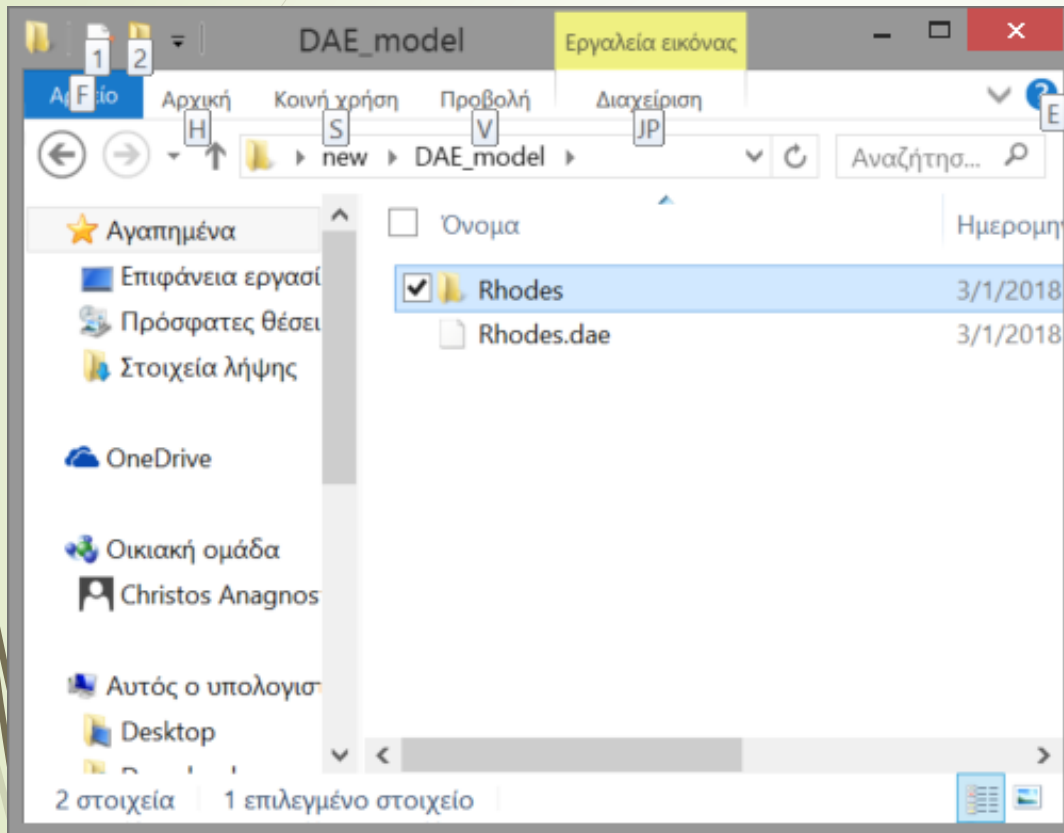 DAE_model
Εργαλεία εικόνας
1
2
F
Αρχική
Κοινή χρήση
Προβολή
Διαχείριση
?
H
S
V
JP
E
new
DAE_model
Αναζήτησ...
Αγαπημένα
Επιφάνεια εργασί
Πρόσφατες θέσει
Στοιχεία λήψης
OneDrive
Οικιακή ομάδα
Christos Anagnos
Αυτός ο υπολογισ
Desktop
Όνομα
Ημερομην
Rhodes
3/1/2018
Rhodes.dae
3/1/2018
2 στοιχεία
1 επιλεγμένο στοιχείο